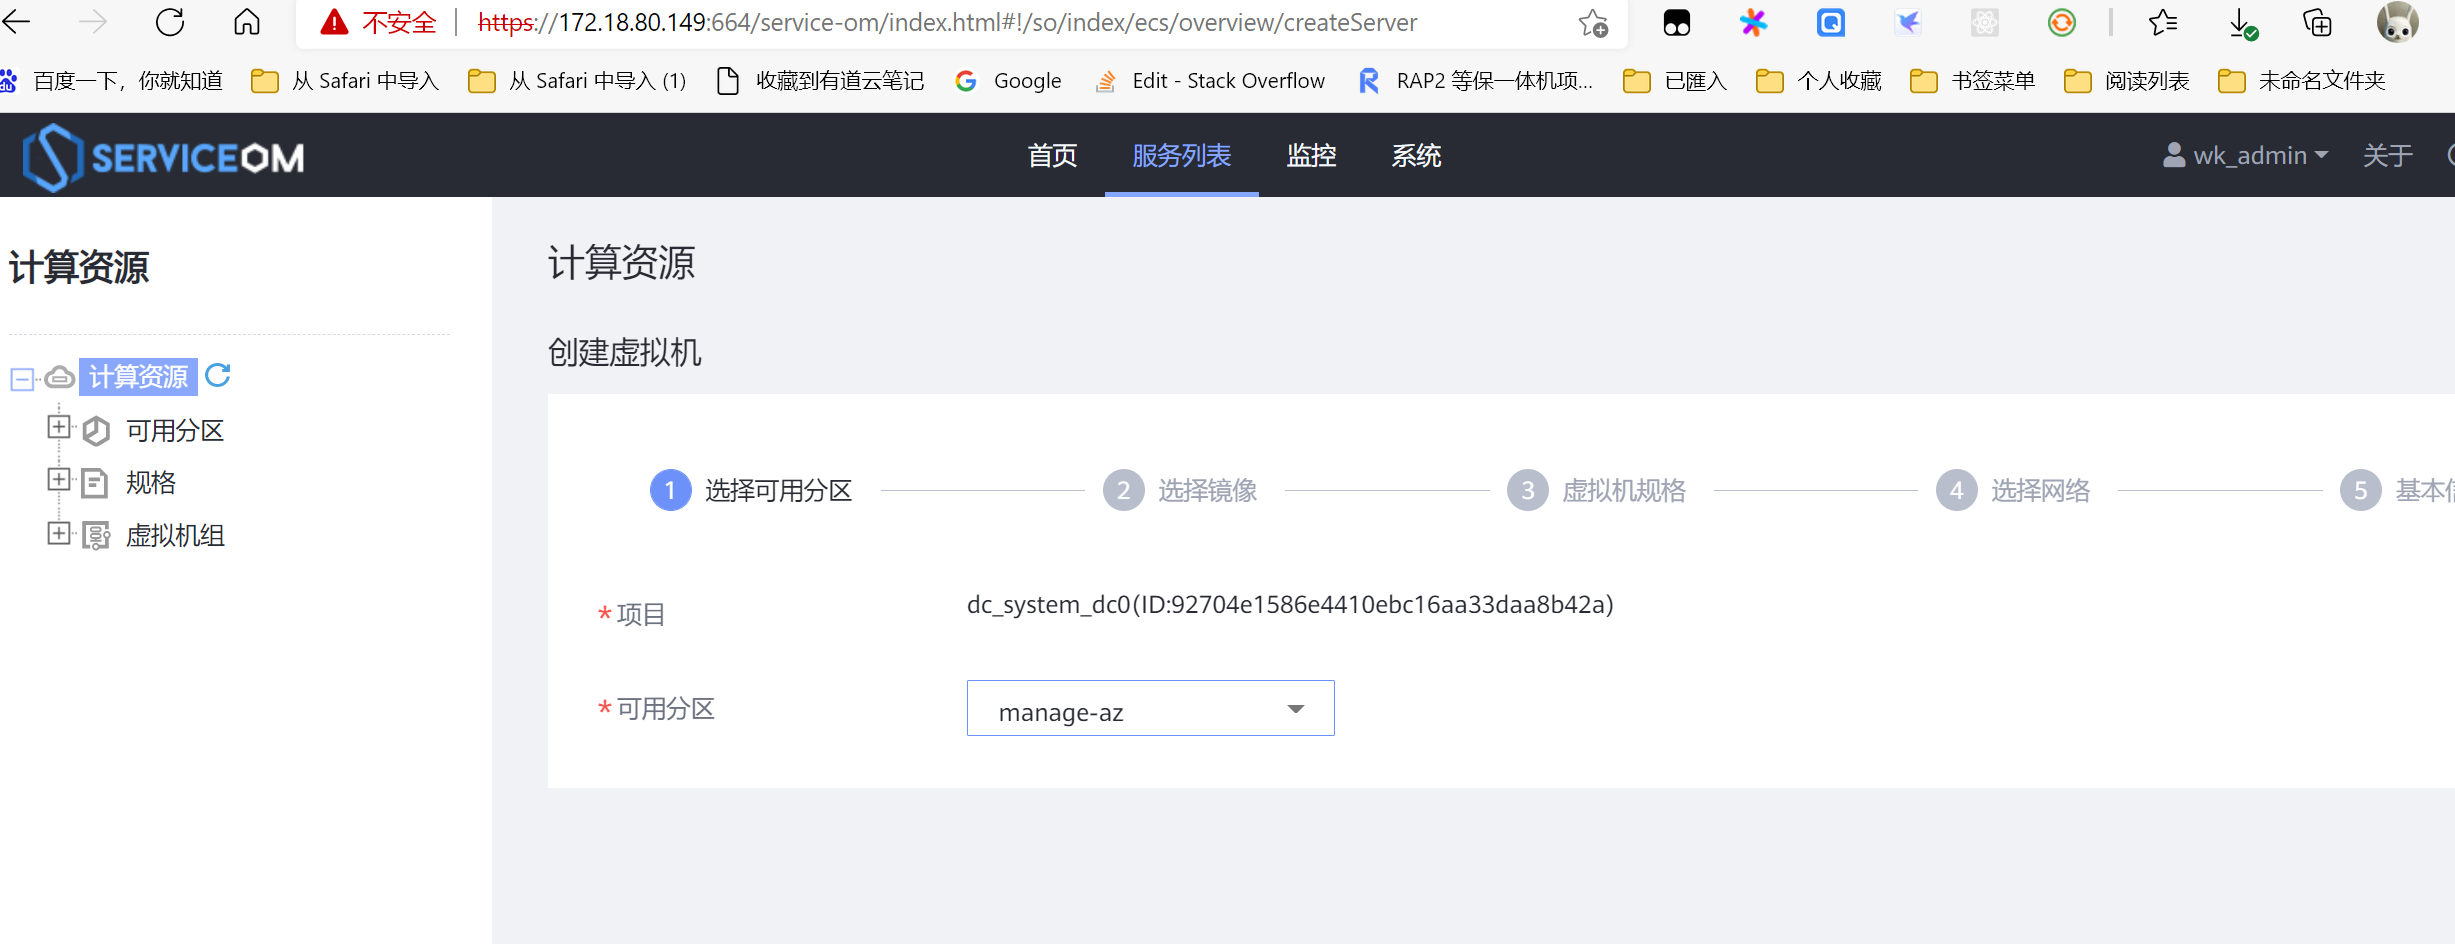 不安全 https://172.18.80.149:664/service-om/index.html#!/so/index/ecs/overview/createServer
百度一下，你就知道 从 Safari 中导入 从 Safari 中导入 (1) 收藏到有道云笔记 Google Edit - Stack Overflow RAP2 等保一体机项... 已匯入 个人收藏 书签菜单 阅读列表 未命名文件夹
SERVICEOM 首页 服务列表 监控 系统 wk_admin 关于
计算资源
计算资源
可用分区
规格
虚拟机组
计算资源
创建虚拟机
1 选择可用分区 2 选择镜像 3 虚拟机规格 4 选择网络 5 基本
* 项目 dc_system_dc0(ID:92704e1586e4410ebc16aa33daa8b42a)
* 可用分区 manage-az